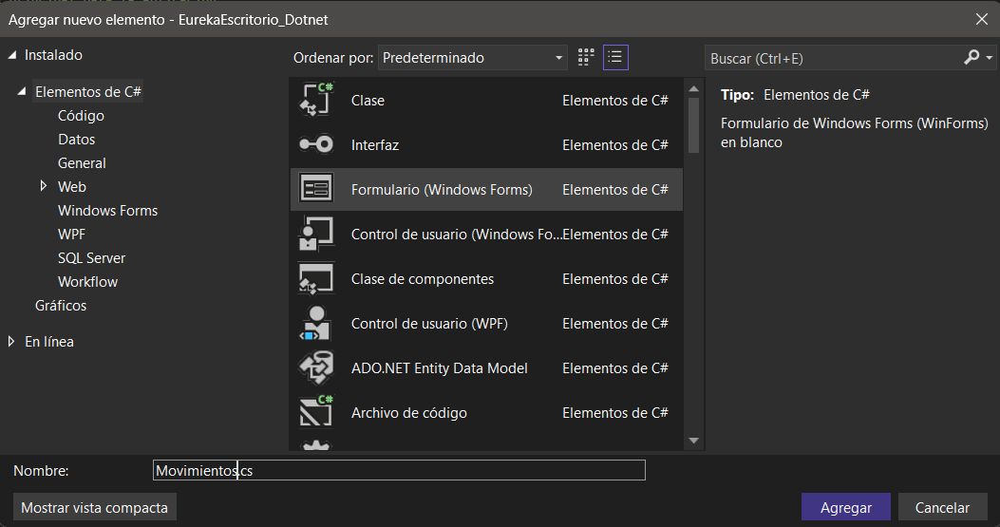 Agregar nuevo elemento - EurekaEscritorio_Dotnet
Instalado
Elementos de C#
Código
Datos
General
Web
Windows Forms
WPF
SQL Server
Workflow
Gráficos
En línea
Ordenar por: Predeterminado
C# Clase Elementos de C#
Interfaz Elementos de C#
Formulario (Windows Forms) Elementos de C#
Control de usuario (Windows Fo... Elementos de C#
Clase de componentes Elementos de C#
Control de usuario (WPF) Elementos de C#
ADO.NET Entity Data Model Elementos de C#
C# Archivo de código Elementos de C#
Buscar (Ctrl+E)
Tipo: Elementos de C#
Formulario de Windows Forms (WinForms)
en blanco
Nombre: Movimientos.cs
Mostrar vista compacta
Agregar Cancelar